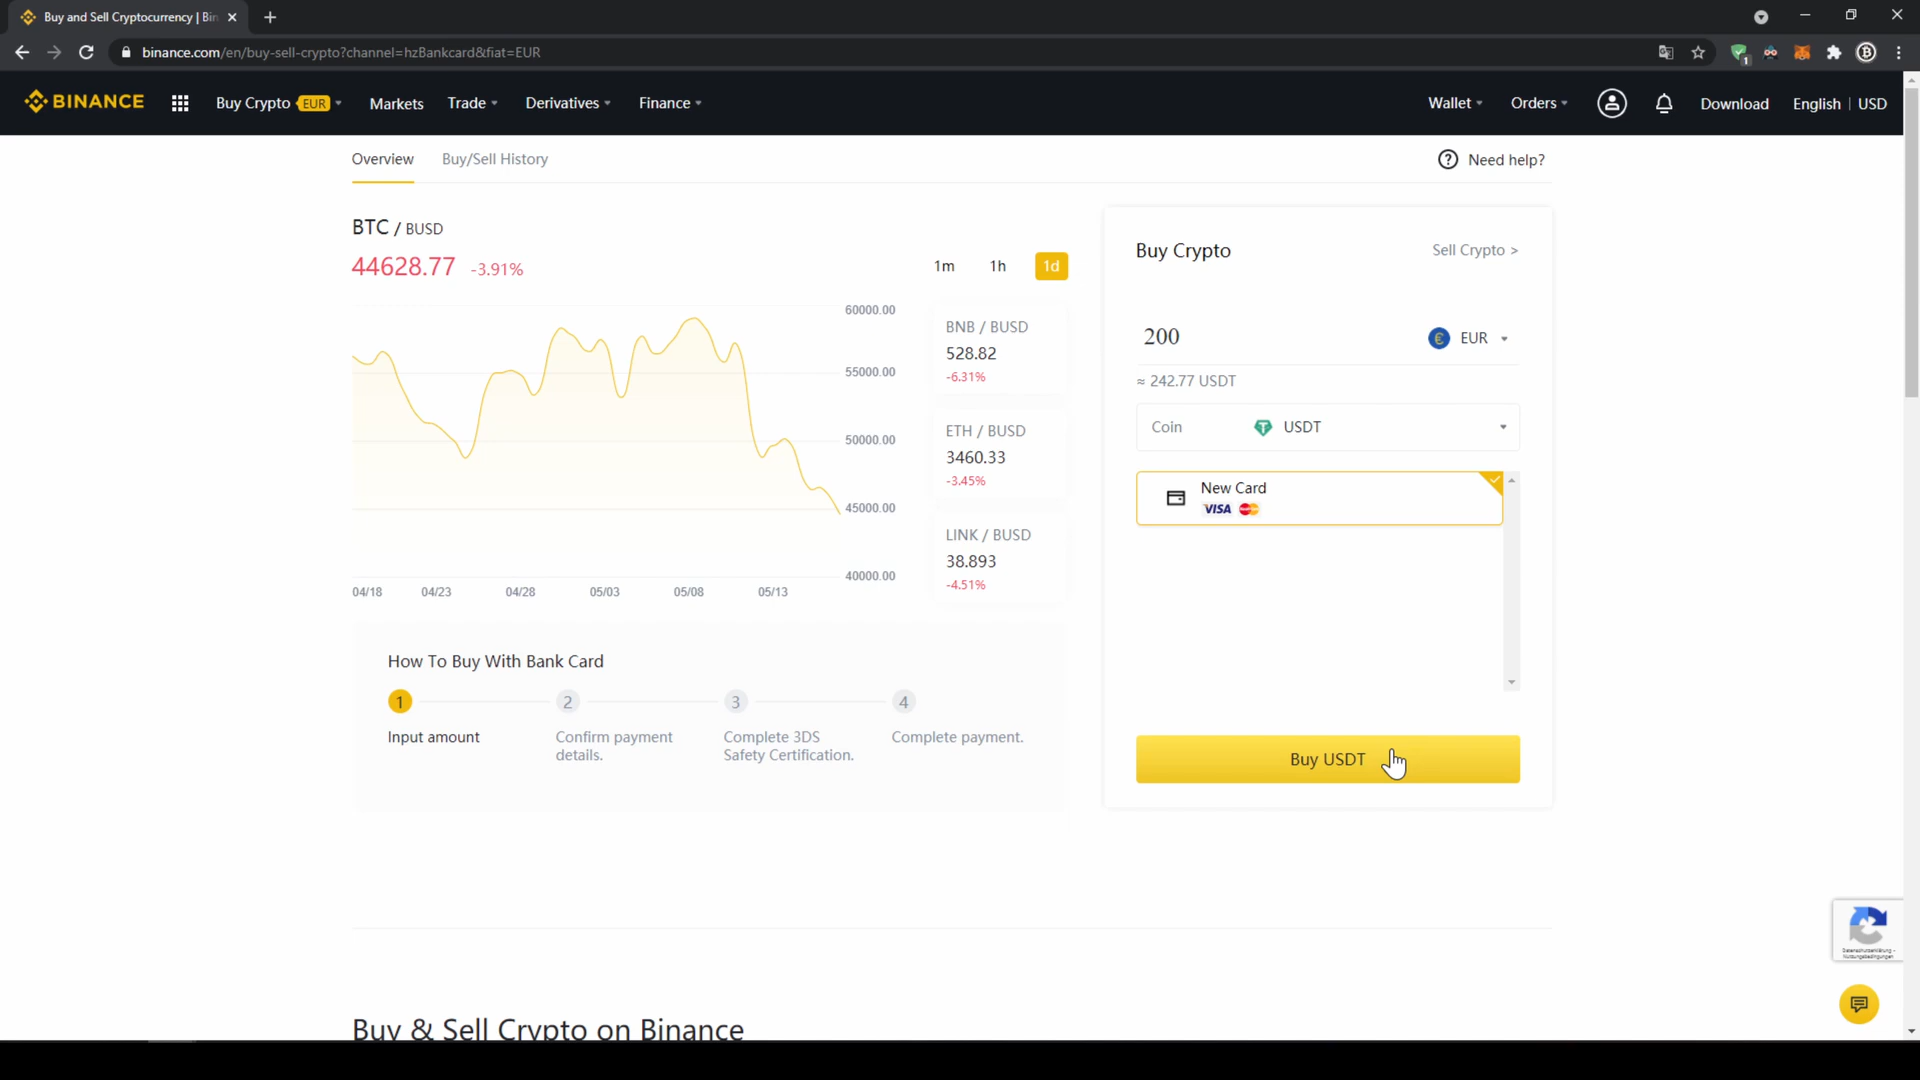 Buy and Sell Cryptocurrency | Bin
binance.com/en/buy-sell-crypto?channel=hzBankcard&fiat=EUR
1
BINANCE
Buy Crypto EUR
Markets
Trade
Derivatives
Finance
Wallet
Orders
Download
English | USD
Overview
Buy/Sell History
Need help?
BTC / BUSD
44628.77 -3.91%
1m 1h 1d
60000.00
55000.00
50000.00
45000.00
40000.00
04/18 04/23 04/28 05/03 05/08 05/13
BNB / BUSD
528.82
-6.31%
ETH / BUSD
3460.33
-3.45%
LINK / BUSD
38.893
-4.51%
Buy Crypto
Sell Crypto >
200
EUR
≈ 242.77 USDT
Coin USDT
New Card
VISA
Buy USDT
How To Buy With Bank Card
1 2 3 4
Input amount
Confirm payment
details.
Complete 3DS
Safety Certification.
Complete payment.
Datenschutzerklärung -
Nutzungsbedingungen
Buy & Sell Crypto on Binance